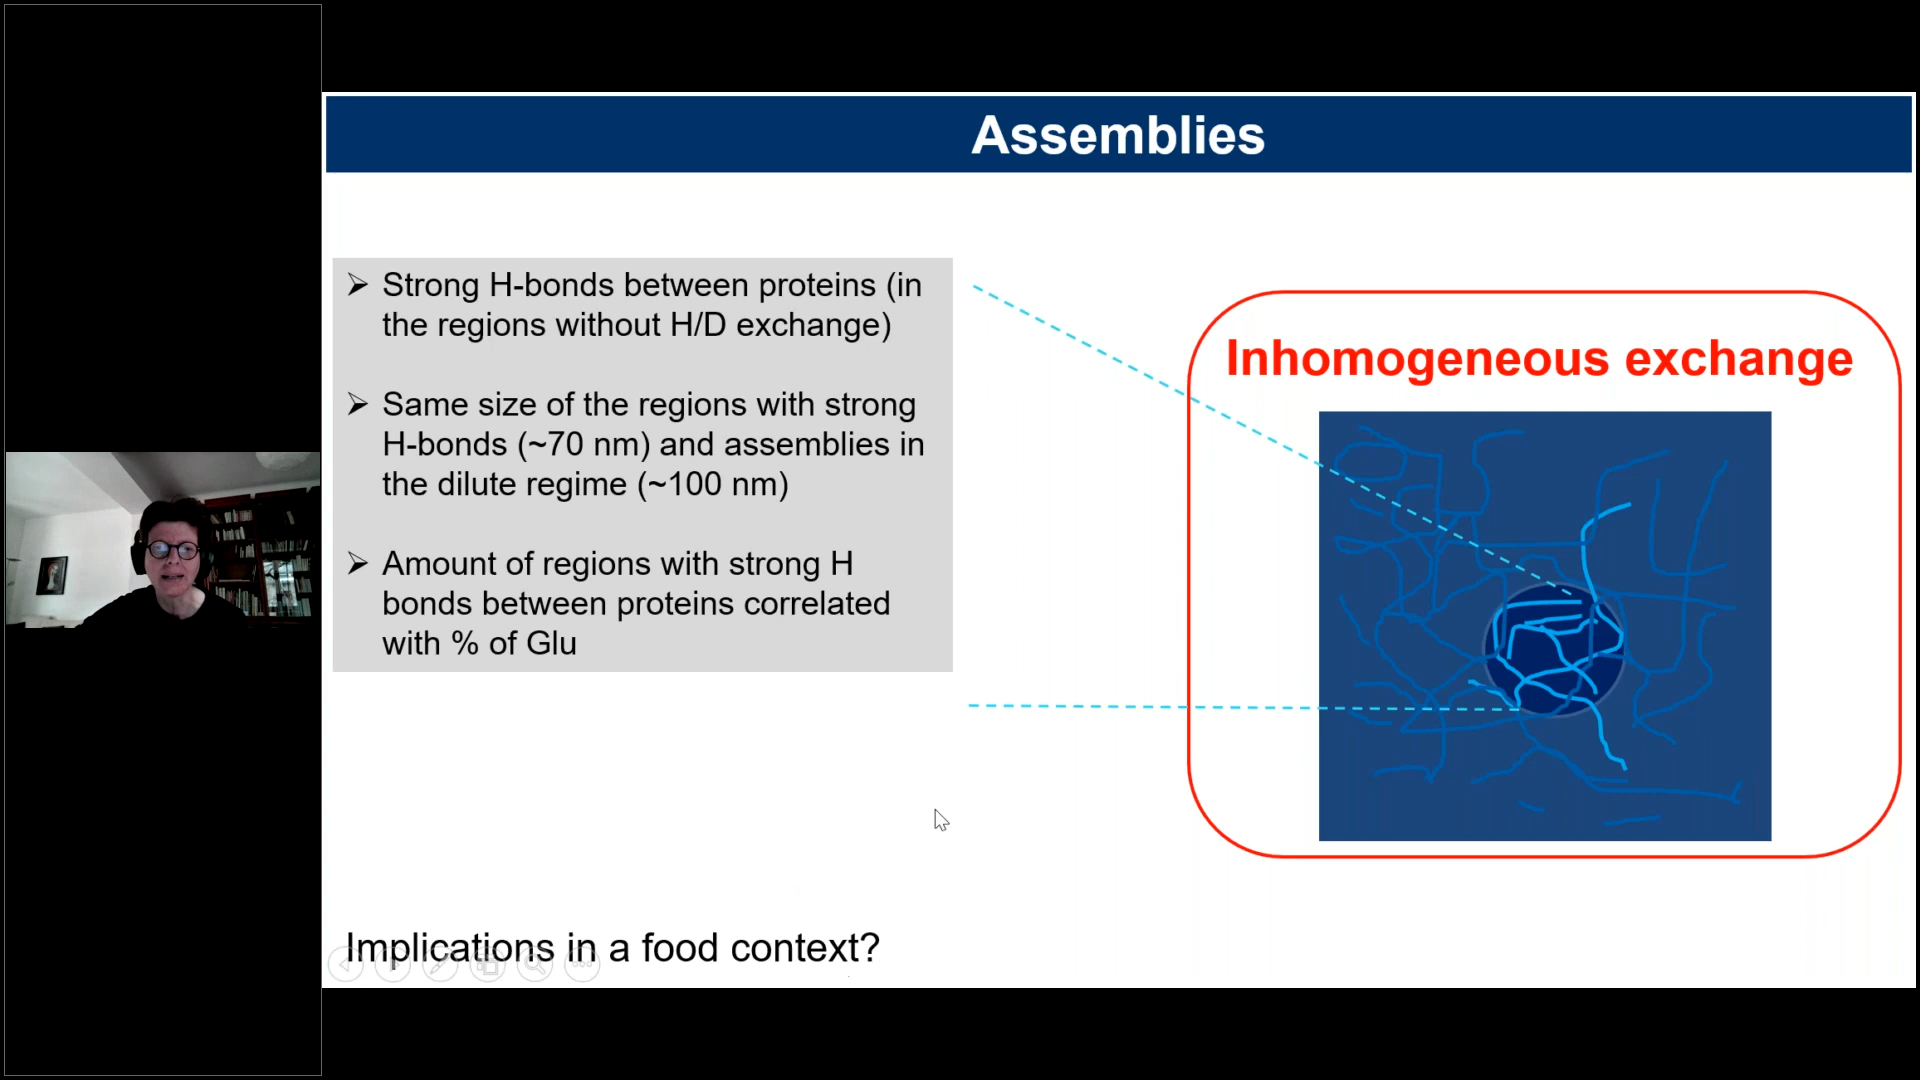 Assemblies
➢ Strong H-bonds between proteins (in
the regions without H/D exchange)
➢ Same size of the regions with strong
H-bonds (~70 nm) and assemblies in
the dilute regime (~100 nm)
➢ Amount of regions with strong H
bonds between proteins correlated
with % of Glu
Inhomogeneous exchange
Implications in a food context?